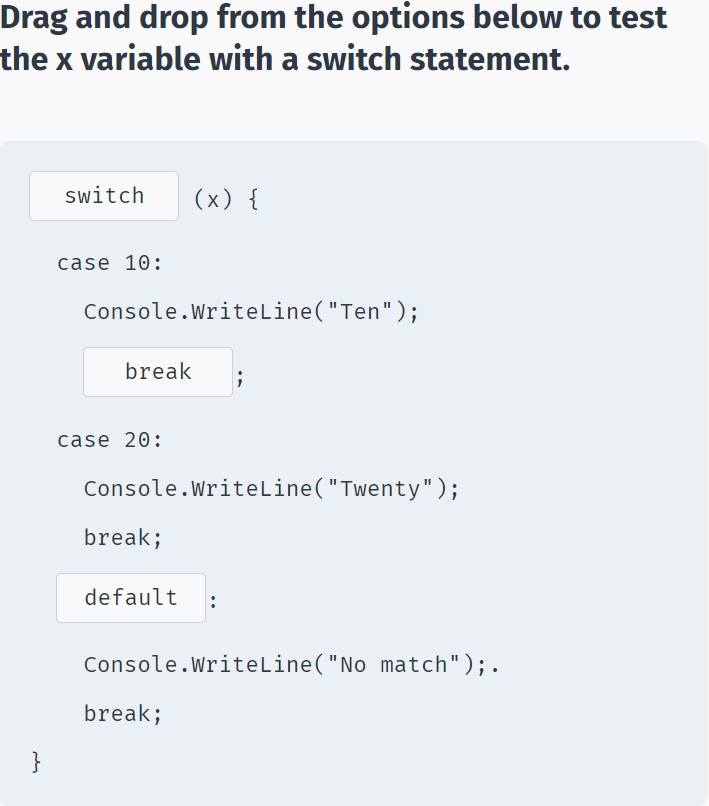 Drag and drop from the options below to test
the x variable with a switch statement.
switch (x) {
case 10:
Console.WriteLine("Ten");
break ;
case 20:
Console.WriteLine("Twenty");
break;
default :
Console.WriteLine("No match");.
break;
}